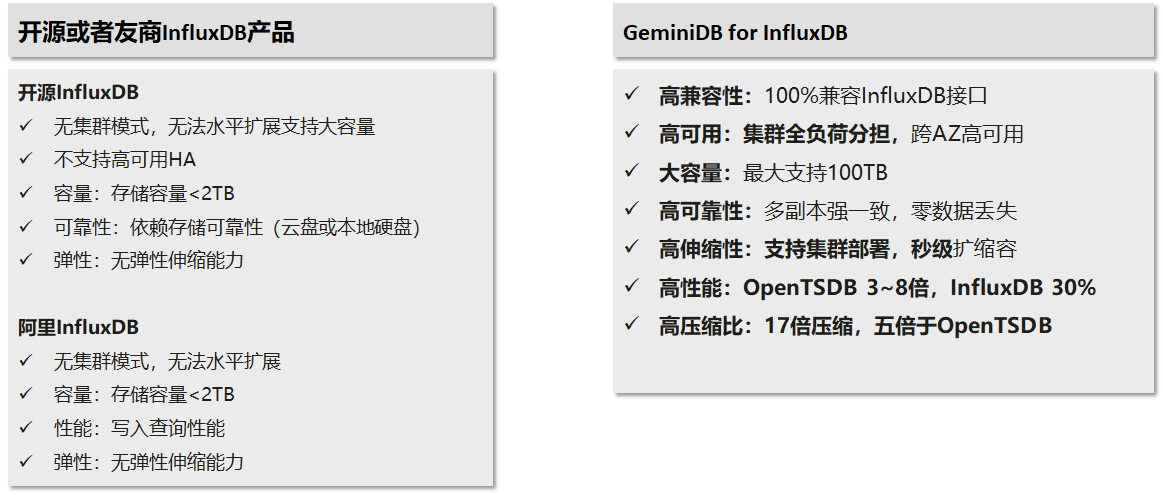 开源或者友商InfluxDB产品
开源InfluxDB
✓ 无集群模式，无法水平扩展支持大容量
✓ 不支持高可用HA
✓ 容量：存储容量<2TB
✓ 可靠性：依赖存储可靠性（云盘或本地硬盘）
✓ 弹性：无弹性伸缩能力
阿里InfluxDB
✓ 无集群模式，无法水平扩展
✓ 容量：存储容量<2TB
✓ 性能：写入查询性能
✓ 弹性：无弹性伸缩能力
GeminiDB for InfluxDB
✓ 高兼容性：100%兼容InfluxDB接口
✓ 高可用：集群全负荷分担，跨AZ高可用
✓ 大容量：最大支持100TB
✓ 高可靠性：多副本强一致，零数据丢失
✓ 高伸缩性：支持集群部署，秒级扩缩容
✓ 高性能：OpenTSDB 3~8倍，InfluxDB 30%
✓ 高压缩比：17倍压缩，五倍于OpenTSDB